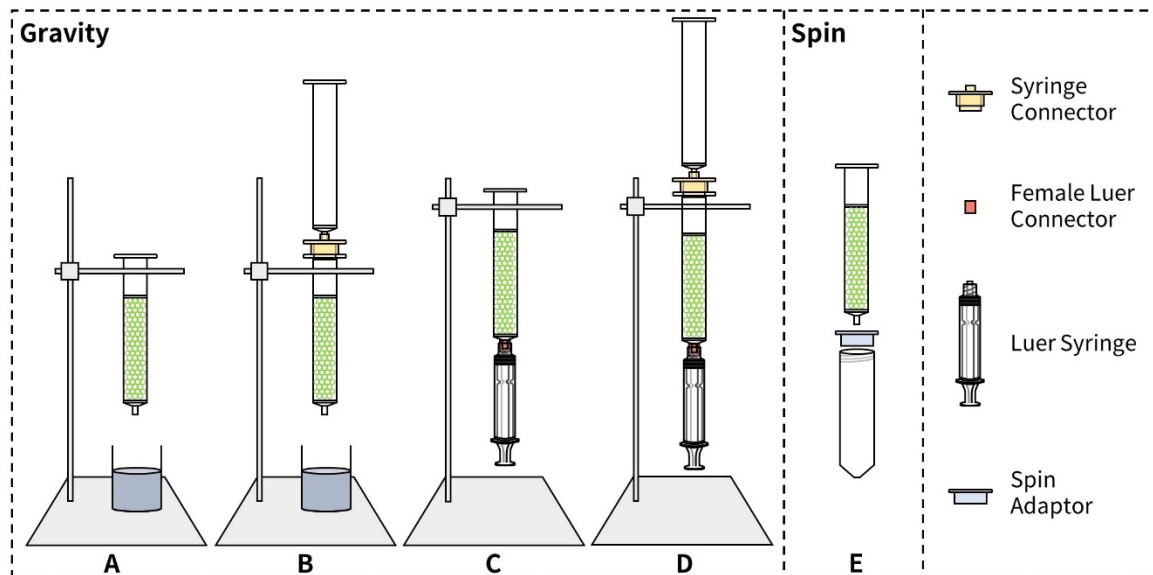 Gravity
Spin
Syringe
Connector
Female Luer
Connector
Luer Syringe
Spin
Adaptor
A
B
C
D
E